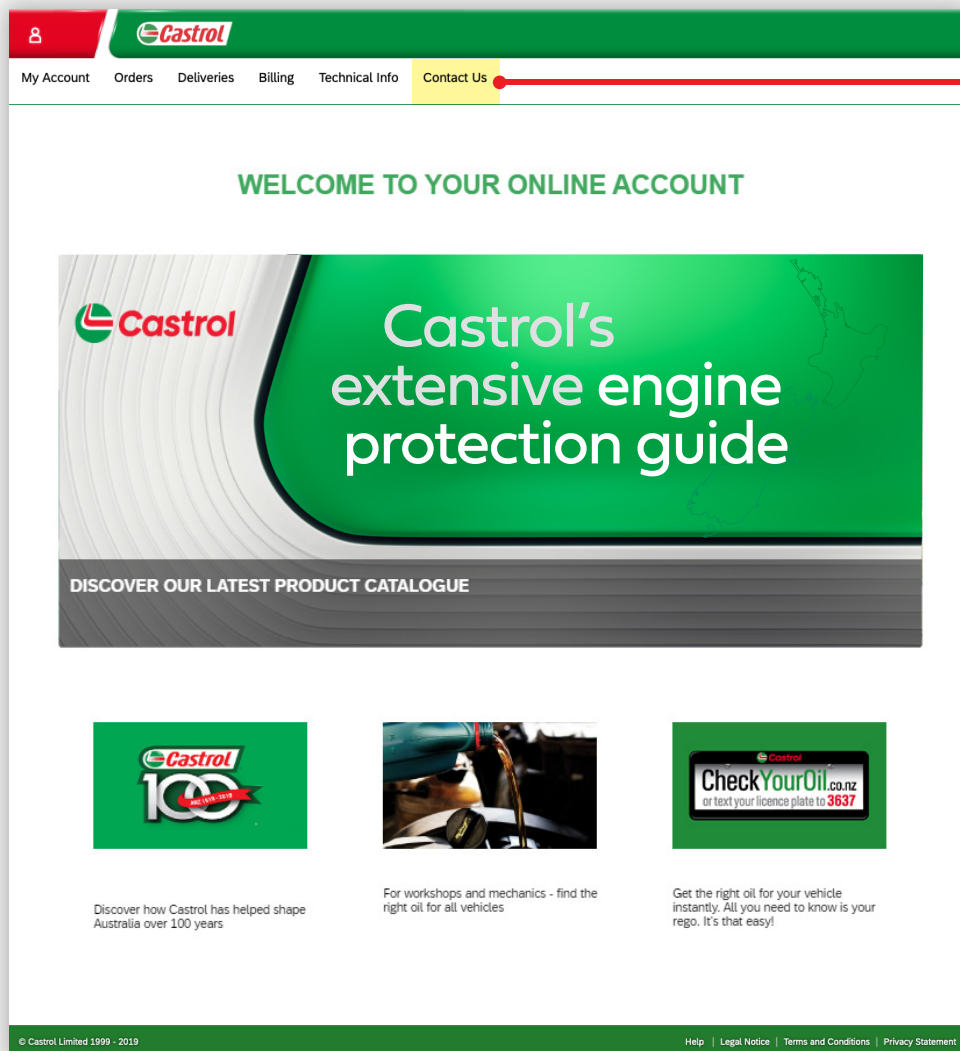 Castrol
My Account Orders Deliveries Billing Technical Info Contact Us
WELCOME TO YOUR ONLINE ACCOUNT
Castrol
Castrol's
extensive engine
protection guide
DISCOVER OUR LATEST PRODUCT CATALOGUE
Castrol
100
ANZ 1919 - 2019
Discover how Castrol has helped shape
Australia over 100 years
For workshops and mechanics - find the
right oil for all vehicles
Castrol
CheckYourOil.co.nz
or text your licence plate to 3637
Get the right oil for your vehicle
instantly. All you need to know is your
rego. It's that easy!
© Castrol Limited 1999 - 2019
Help | Legal Notice | Terms and Conditions | Privacy Statement